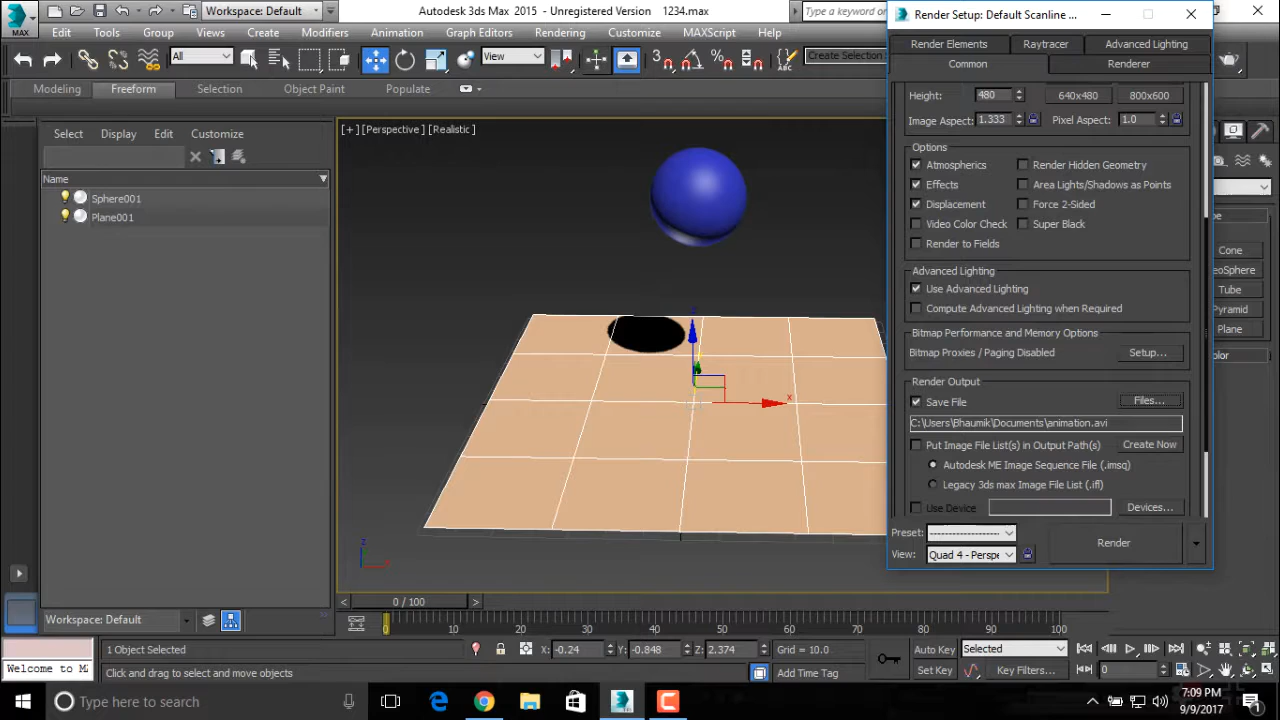 MAX
Workspace: Default
Autodesk 3ds Max 2015 - Unregistered Version 1234.max
Type a keyword or phrase
Edit Tools Group Views Create Modifiers Animation Graph Editors Rendering Customize MAXScript Help
All
View
Create Selection
Modeling Freeform Selection Object Paint Populate
Select Display Edit Customize
Name
Sphere001
Plane001
[+] [Perspective] [Realistic]
x
z
Render Setup: Default Scanline ...
Render Elements Raytracer Advanced Lighting
Common Renderer
Height: 480 640x480 800x600
Image Aspect: 1.333 Pixel Aspect: 1.0
Options
Atmospherics Render Hidden Geometry
Effects Area Lights/Shadows as Points
Displacement Force 2-Sided
Video Color Check Super Black
Render to Fields
Advanced Lighting
Use Advanced Lighting
Compute Advanced Lighting when Required
Bitmap Performance and Memory Options
Bitmap Proxies / Paging Disabled Setup...
Render Output
Save File Files...
C:\Users\Bhaumik\Documents\animation.avi
Put Image File List(s) in Output Path(s) Create Now
Autodesk ME Image Sequence File (.imsq)
Legacy 3ds max Image File List (.ifl)
Use Device Devices...
Preset: --------------------
View: Quad 4 - Perspe
Render
Cone
eoSphere
Tube
Pyramid
Plane
olor
Workspace: Default
0 / 100
0 10 20 30 40 50 60 70 80 90 100
1 Object Selected X: -0.24 Y: -0.848 Z: 2.374 Grid = 10.0 Auto Key Selected
Welcome to M Click and drag to select and move objects Add Time Tag Set Key Key Filters... 0
Type here to search
7:09 PM
9/9/2017